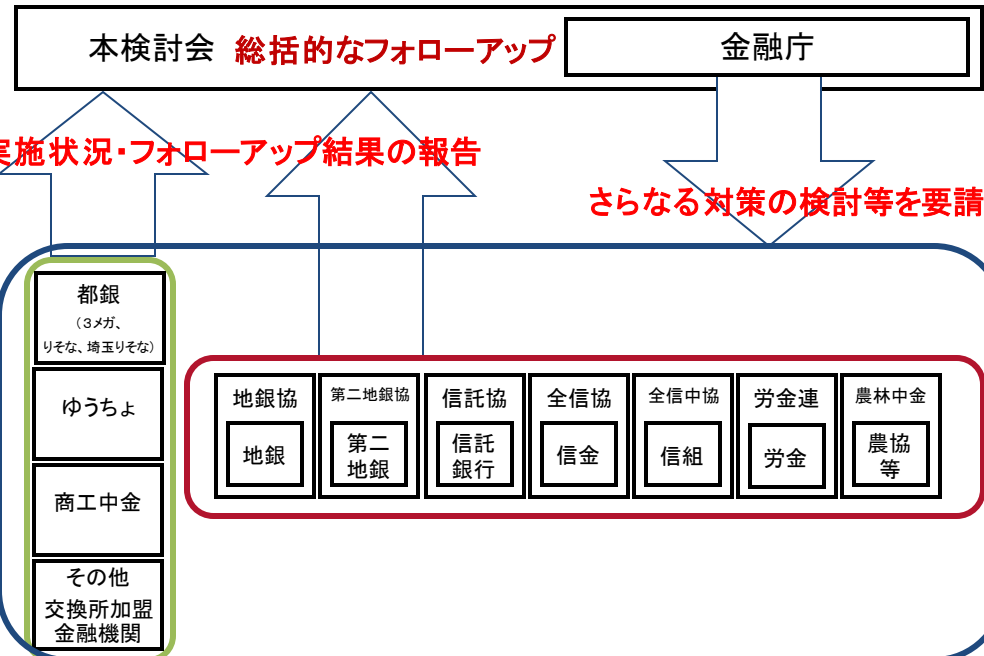 本検討会 総括的なフォローアップ
金融庁
実施状況・フォローアップ結果の報告
さらなる対策の検討等を要請
都銀
（３メガ、
りそな、埼玉りそな）
ゆうちょ
商工中金
その他
交換所加盟
金融機関
地銀協
地銀
第二地銀協
第二
地銀
信託協
信託
銀行
全信協
信金
全信中協
信組
労金連
労金
農林中金
農協
等